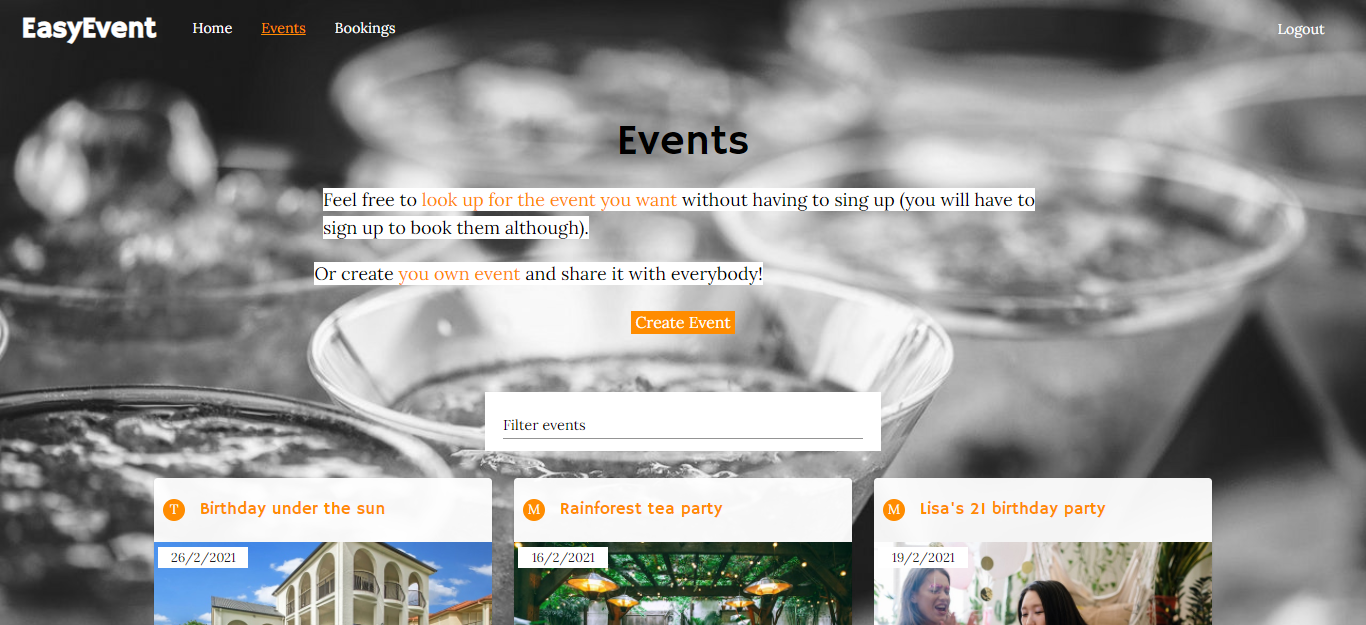 EasyEvent Home Events Bookings Logout
Events
Feel free to look up for the event you want without having to sing up (you will have to
sign up to book them although).
Or create you own event and share it with everybody!
Create Event
Filter events
T Birthday under the sun
26/2/2021
M Rainforest tea party
16/2/2021
M Lisa's 21 birthday party
19/2/2021